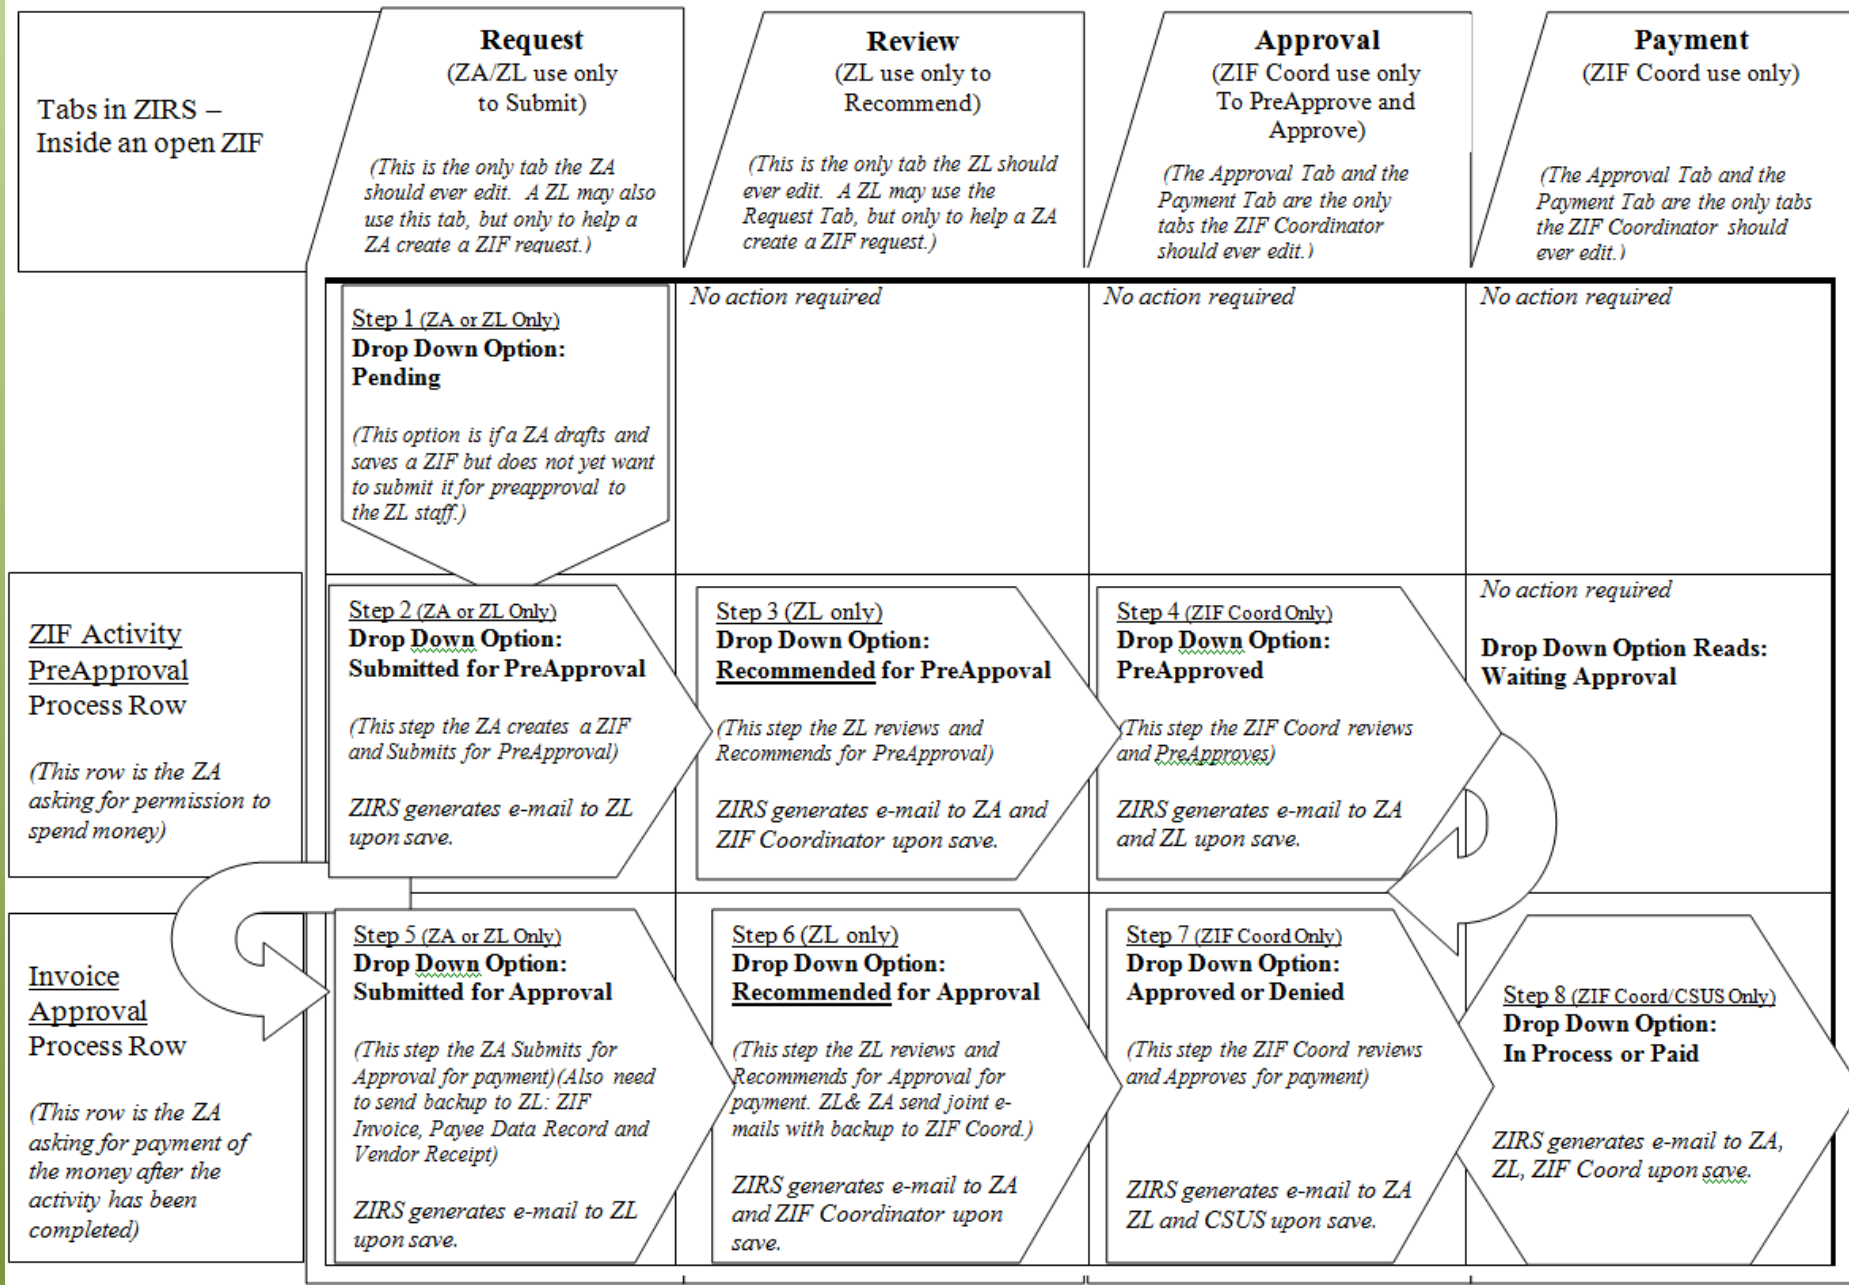 Tabs in ZIRS –
Inside an open ZIF
Request
(ZA/ZL use only
to Submit)
(This is the only tab the ZA
should ever edit. A ZL may also
use this tab, but only to help a
ZA create a ZIF request.)
Review
(ZL use only to
Recommend)
(This is the only tab the ZL should
ever edit. A ZL may use the
Request Tab, but only to help a ZA
create a ZIF request.)
Approval
(ZIF Coord use only
To PreApprove and
Approve)
(The Approval Tab and the
Payment Tab are the only
tabs the ZIF Coordinator
should ever edit.)
Payment
(ZIF Coord use only)
(The Approval Tab and the
Payment Tab are the only tabs
the ZIF Coordinator should
ever edit.)
Step 1 (ZA or ZL Only)
Drop Down Option:
Pending
(This option is if a ZA drafts and
saves a ZIF but does not yet want
to submit it for preapproval to
the ZL staff.)
No action required
No action required
No action required
ZIF Activity
PreApproval
Process Row
(This row is the ZA
asking for permission to
spend money)
Step 2 (ZA or ZL Only)
Drop Down Option:
Submitted for PreApproval
(This step the ZA creates a ZIF
and Submits for PreApproval)
ZIRS generates e-mail to ZL
upon save.
Step 3 (ZL only)
Drop Down Option:
Recommended for PreAppoval
(This step the ZL reviews and
Recommends for PreApproval)
ZIRS generates e-mail to ZA and
ZIF Coordinator upon save.
Step 4 (ZIF Coord Only)
Drop Down Option:
PreApproved
(This step the ZIF Coord reviews
and PreApproves)
ZIRS generates e-mail to ZA
and ZL upon save.
No action required
Drop Down Option Reads:
Waiting Approval
Invoice
Approval
Process Row
(This row is the ZA
asking for payment of
the money after the
activity has been
completed)
Step 5 (ZA or ZL Only)
Drop Down Option:
Submitted for Approval
(This step the ZA Submits for
Approval for payment)(Also need
to send backup to ZL: ZIF
Invoice, Payee Data Record and
Vendor Receipt)
ZIRS generates e-mail to ZL
upon save.
Step 6 (ZL only)
Drop Down Option:
Recommended for Approval
(This step the ZL reviews and
Recommends for Approval for
payment. ZL& ZA send joint e-
mails with backup to ZIF Coord.)
ZIRS generates e-mail to ZA
and ZIF Coordinator upon
save.
Step 7 (ZIF Coord Only)
Drop Down Option:
Approved or Denied
(This step the ZIF Coord reviews
and Approves for payment)
ZIRS generates e-mail to ZA
ZL and CSUS upon save.
Step 8 (ZIF Coord/CSUS Only)
Drop Down Option:
In Process or Paid
ZIRS generates e-mail to ZA,
ZL, ZIF Coord upon save.